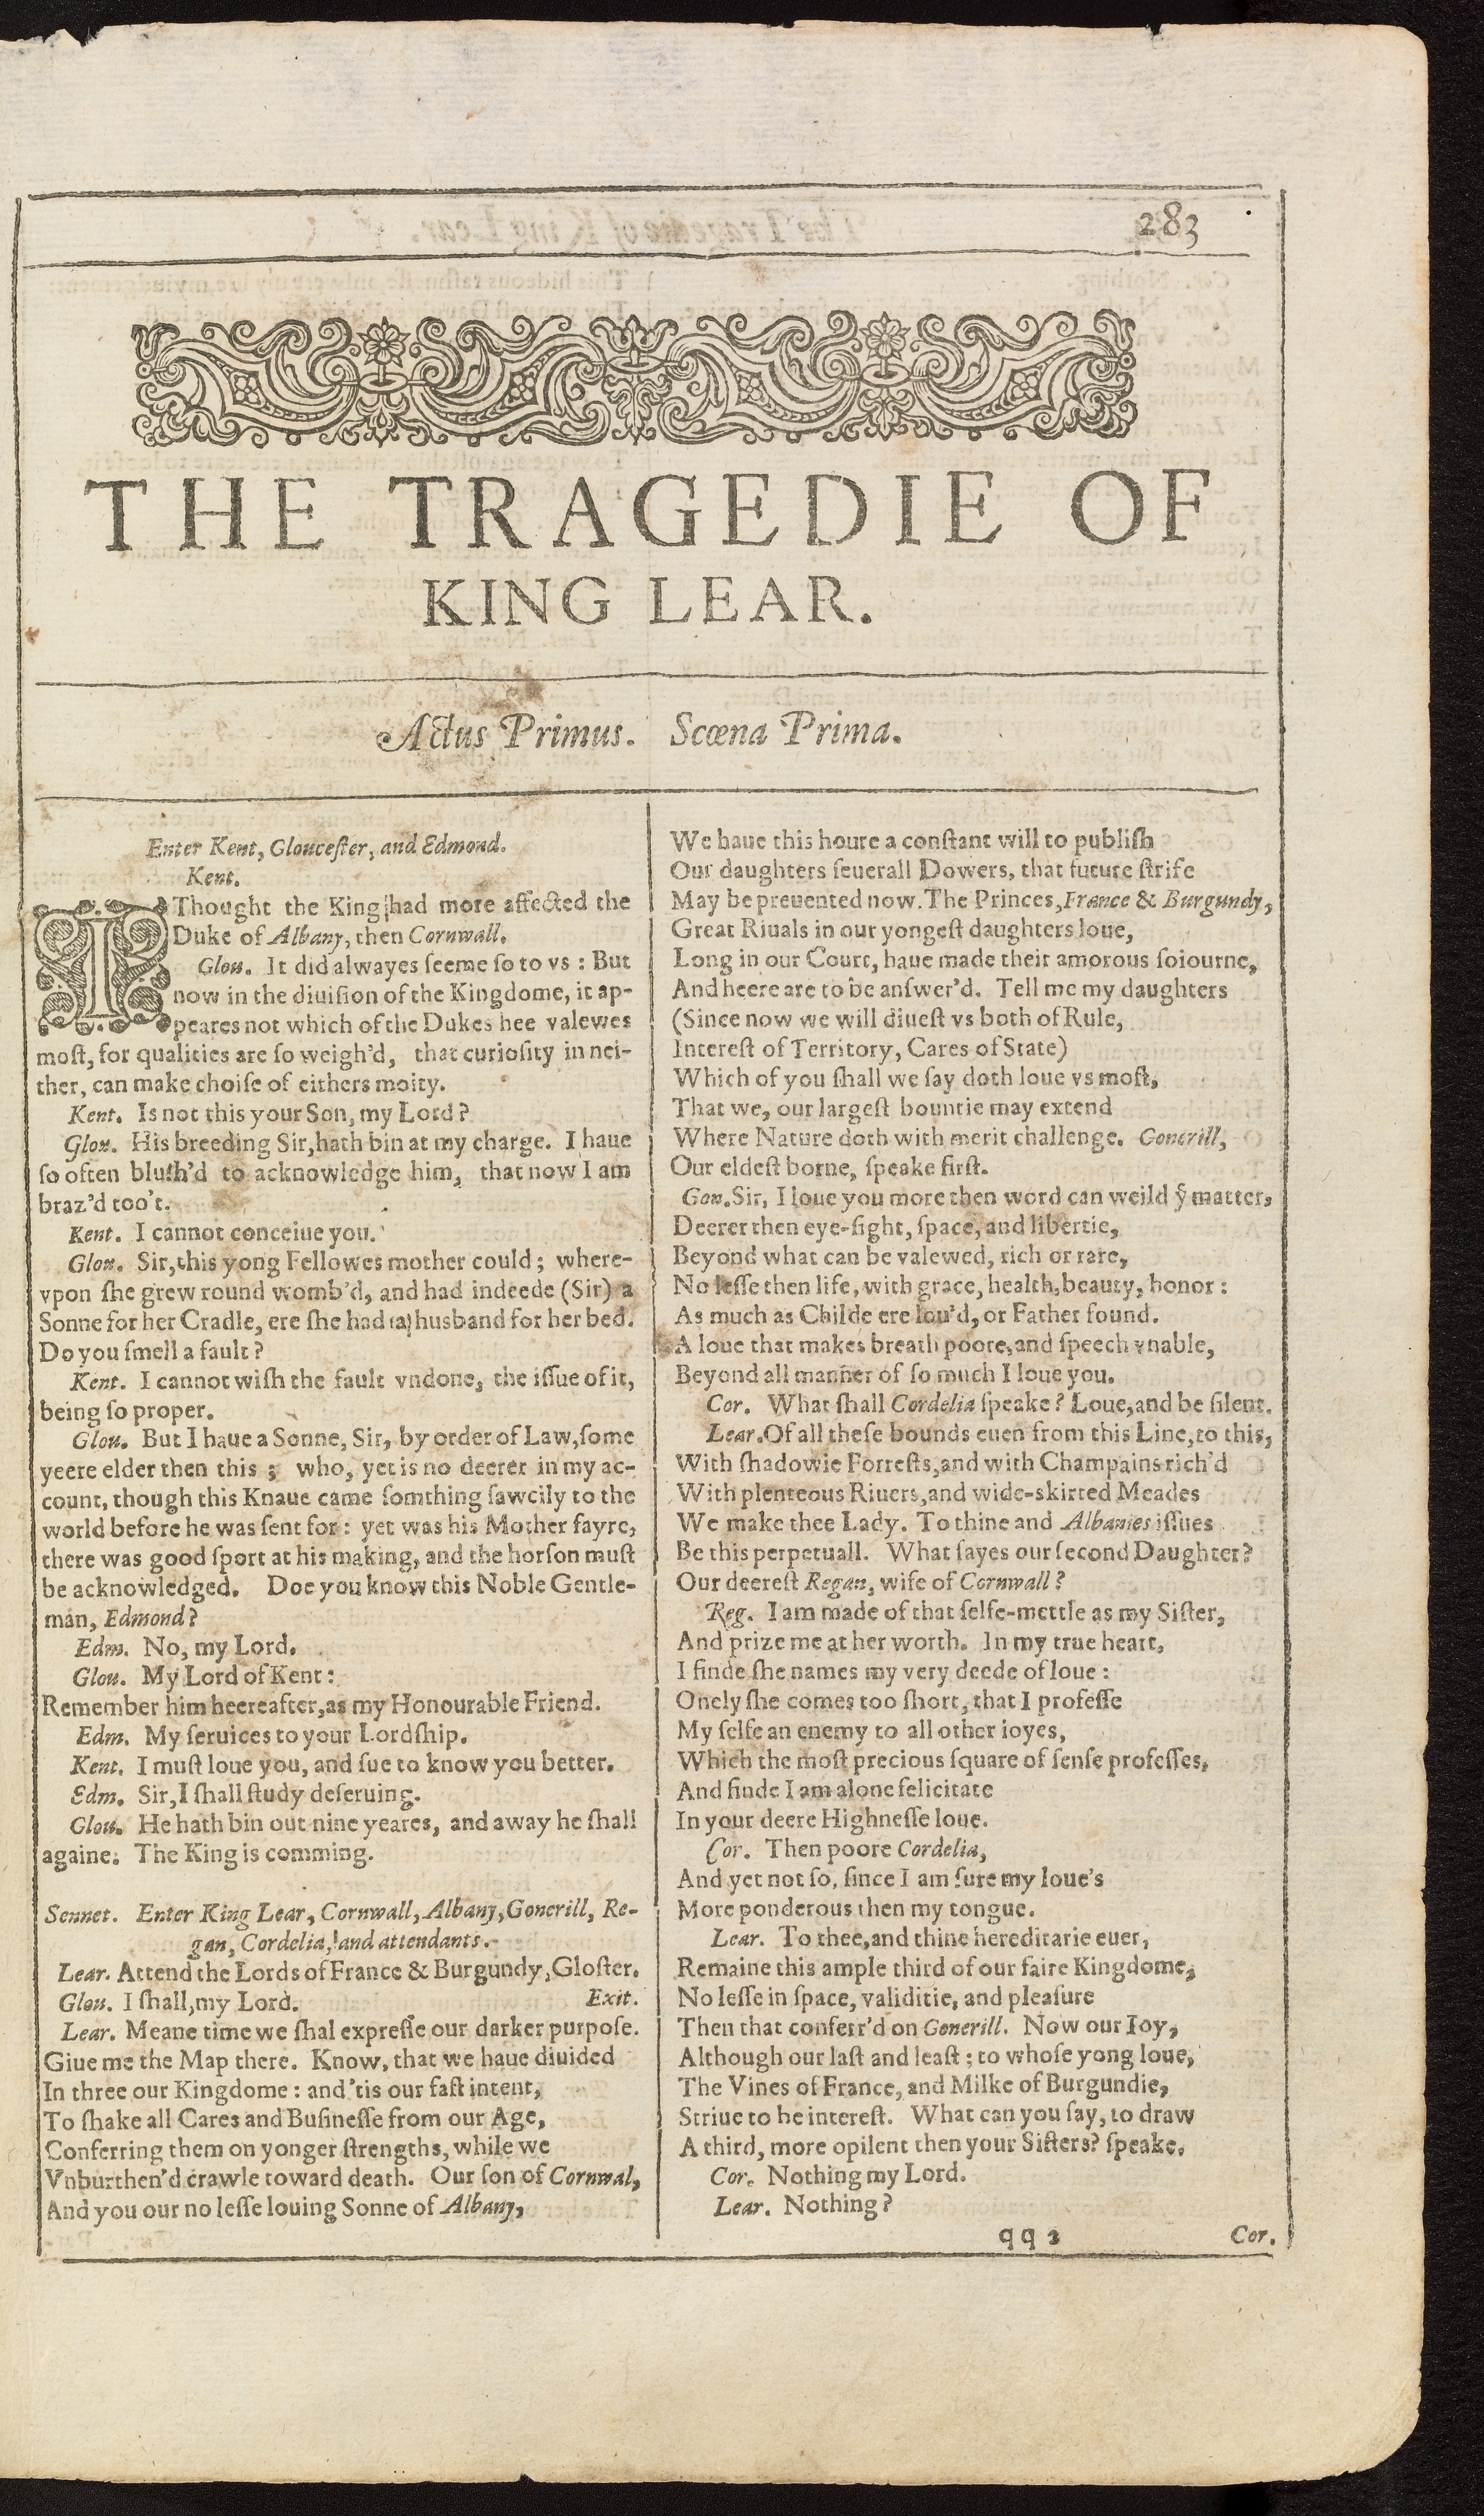 283
THE TRAGEDIE OF
KING LEAR.
Actus Primus. Scœna Prima.
Enter Kent, Glouceſter, and Edmond.
Kent.
I Thought the King had more affected the
Duke of Albany, then Cornwall.
Glou. It did alwayes ſeeme ſo to vs : But
now in the diuiſion of the Kingdome, it ap-
peares not which of the Dukes hee valewes
moſt, for qualities are ſo weigh'd, that curioſity in nei-
ther, can make choiſe of eithers moity.
Kent. Is not this your Son, my Lord ?
Glou. His breeding Sir, hath bin at my charge. I haue
ſo often bluſh'd to acknowledge him, that now I am
braz'd too't.
Kent. I cannot conceiue you.
Glou. Sir, this yong Fellowes mother could ; where-
vpon ſhe grew round womb'd, and had indeede (Sir) a
Sonne for her Cradle, ere ſhe had a husband for her bed.
Do you ſmell a fault ?
Kent. I cannot wiſh the fault vndone, the iſſue of it,
being ſo proper.
Glou. But I haue a Sonne, Sir, by order of Law, ſome
yeere elder then this ; who, yet is no deerer in my ac-
count, though this Knaue came ſomthing ſawcily to the
world before he was ſent for : yet was his Mother fayre,
there was good ſport at his making, and the horſon muſt
be acknowledged. Doe you know this Noble Gentle-
man, Edmond ?
Edm. No, my Lord.
Glou. My Lord of Kent :
Remember him heereafter, as my Honourable Friend.
Edm. My ſeruices to your Lordſhip.
Kent. I muſt loue you, and ſue to know you better.
Edm. Sir, I ſhall ſtudy deſeruing.
Glou. He hath bin out nine yeares, and away he ſhall
againe. The King is comming.
Sennet. Enter King Lear, Cornwall, Albany, Gonerill, Re-
gan, Cordelia, and attendants.
Lear. Attend the Lords of France & Burgundy, Gloſter.
Glou. I ſhall, my Lord. Exit.
Lear. Meane time we ſhal expreſſe our darker purpoſe.
Giue me the Map there. Know, that we haue diuided
In three our Kingdome : and 'tis our faſt intent,
To ſhake all Cares and Buſineſſe from our Age,
Conferring them on yonger ſtrengths, while we
Vnburthen'd crawle toward death. Our ſon of Cornwal,
And you our no leſſe louing Sonne of Albany,
We haue this houre a conſtant will to publiſh
Our daughters ſeuerall Dowers, that future ſtrife
May be preuented now. The Princes, France & Burgundy,
Great Riuals in our yongeſt daughters loue,
Long in our Court, haue made their amorous ſoiourne,
And heere are to be anſwer'd. Tell me my daughters
(Since now we will diueſt vs both of Rule,
Intereſt of Territory, Cares of State)
Which of you ſhall we ſay doth loue vs moſt,
That we, our largeſt bountie may extend
Where Nature doth with merit challenge. Gonerill,
Our eldeſt borne, ſpeake firſt.
Gon. Sir, I loue you more then word can weild yͤ matter,
Deerer then eye-ſight, ſpace, and libertie,
Beyond what can be valewed, rich or rare,
No leſſe then life, with grace, health, beauty, honor :
As much as Childe ere lou'd, or Father found.
A loue that makes breath poore, and ſpeech vnable,
Beyond all manner of ſo much I loue you.
Cor. What ſhall Cordelia ſpeake ? Loue, and be ſilent.
Lear. Of all theſe bounds euen from this Line, to this,
With ſhadowie Forreſts, and with Champains rich'd
With plenteous Riuers, and wide-skirted Meades
We make thee Lady. To thine and Albanies iſſues
Be this perpetuall. What ſayes our ſecond Daughter ?
Our deereſt Regan, wife of Cornwall ?
Reg. I am made of that ſelfe-mettle as my Siſter,
And prize me at her worth. In my true heart,
I finde ſhe names my very deede of loue :
Onely ſhe comes too ſhort, that I profeſſe
My ſelfe an enemy to all other ioyes,
Which the moſt precious ſquare of ſenſe profeſſes,
And finde I am alone felicitate
In your deere Highneſſe loue.
Cor. Then poore Cordelia,
And yet not ſo, ſince I am ſure my loue's
More ponderous then my tongue.
Lear. To thee, and thine hereditarie euer,
Remaine this ample third of our faire Kingdome,
No leſſe in ſpace, validitie, and pleaſure
Then that conferr'd on Gonerill. Now our Ioy,
Although our laſt and leaſt ; to whoſe yong loue,
The Vines of France, and Milke of Burgundie,
Striue to be intereſt. What can you ſay, to draw
A third, more opilent then your Siſters ? ſpeake.
Cor. Nothing my Lord.
Lear. Nothing ?
qq2 Cor.